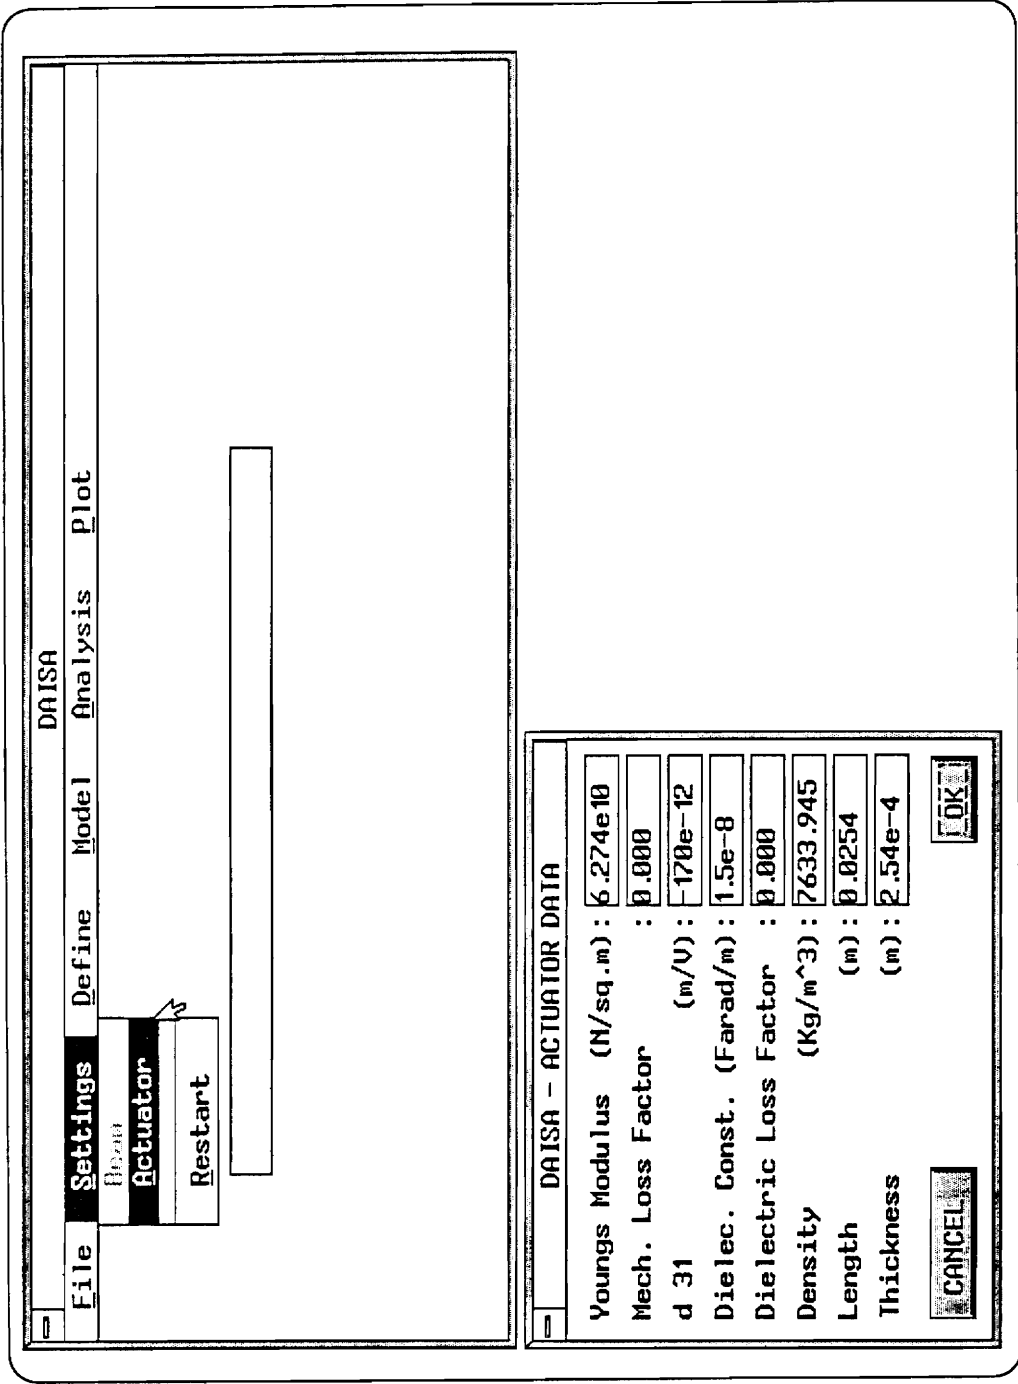 DAISA
File Settings Define Model Analysis Plot
Beam
Actuator
Restart
DAISA - ACTUATOR DATA
Youngs Modulus (N/sq.m): 6.274e10
Mech. Loss Factor : 0.000
d 31 (m/V): -170e-12
Dielec. Const. (Farad/m): 1.5e-8
Dielectric Loss Factor : 0.000
Density (Kg/m^3): 7633.945
Length (m): 0.0254
Thickness (m): 2.54e-4
CANCEL OK